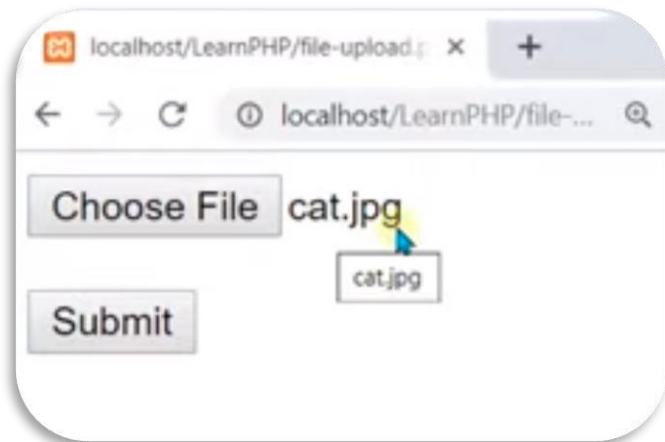 localhost/LearnPHP/file-upload.p
localhost/LearnPHP/file-...
Choose File cat.jpg
cat.jpg
Submit